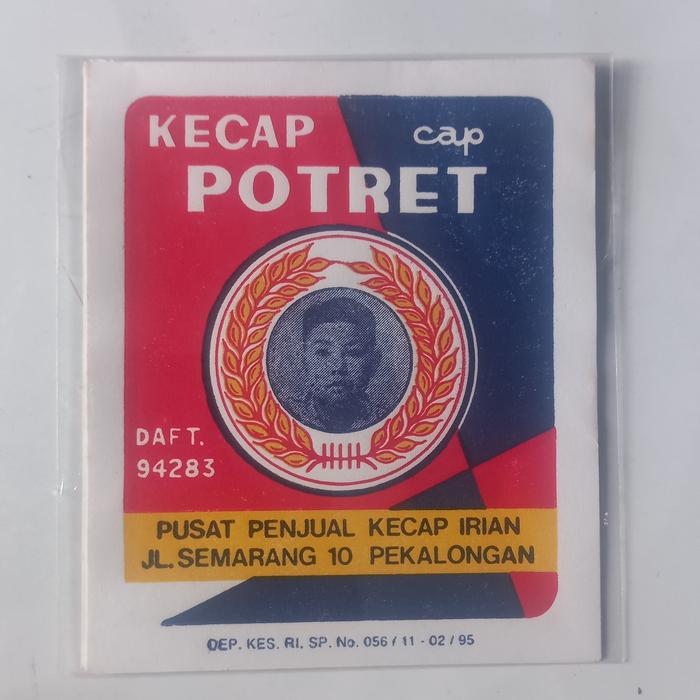 KECAP cap
POTRET
DAFT.
94283
PUSAT PENJUAL KECAP IRIAN
JL. SEMARANG 10 PEKALONGAN
DEP. KES. RI. SP. No. 056 / 11 - 02 / 95